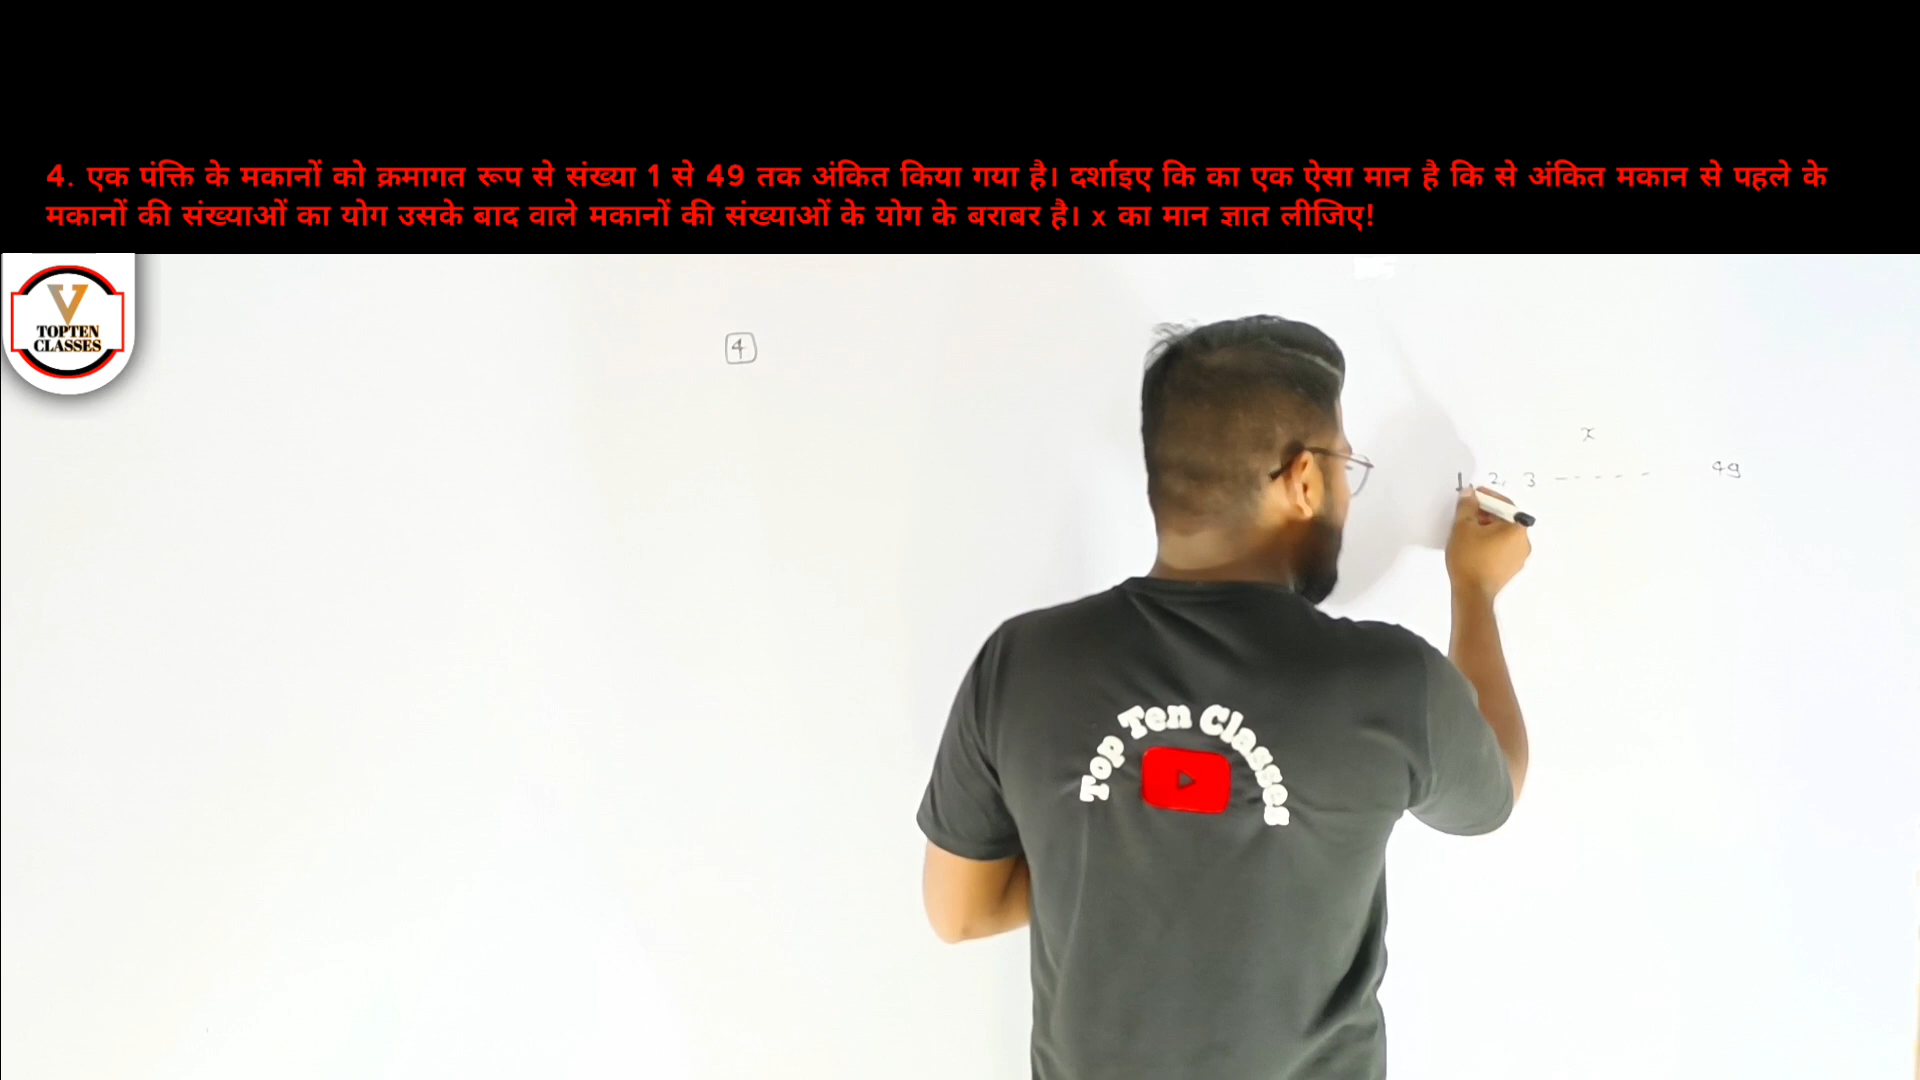 4. एक पंक्ति के मकानों को क्रमागत रूप से संख्या 1 से 49 तक अंकित किया गया है। दर्शाइए कि का एक ऐसा मान है कि से अंकित मकान से पहले के
मकानों की संख्याओं का योग उसके बाद वाले मकानों की संख्याओं के योग के बराबर है। x का मान ज्ञात लीजिए!
V
TOPTEN
CLASSES
4
x
1, 2, 3 ----- 49
Top Ten Classes